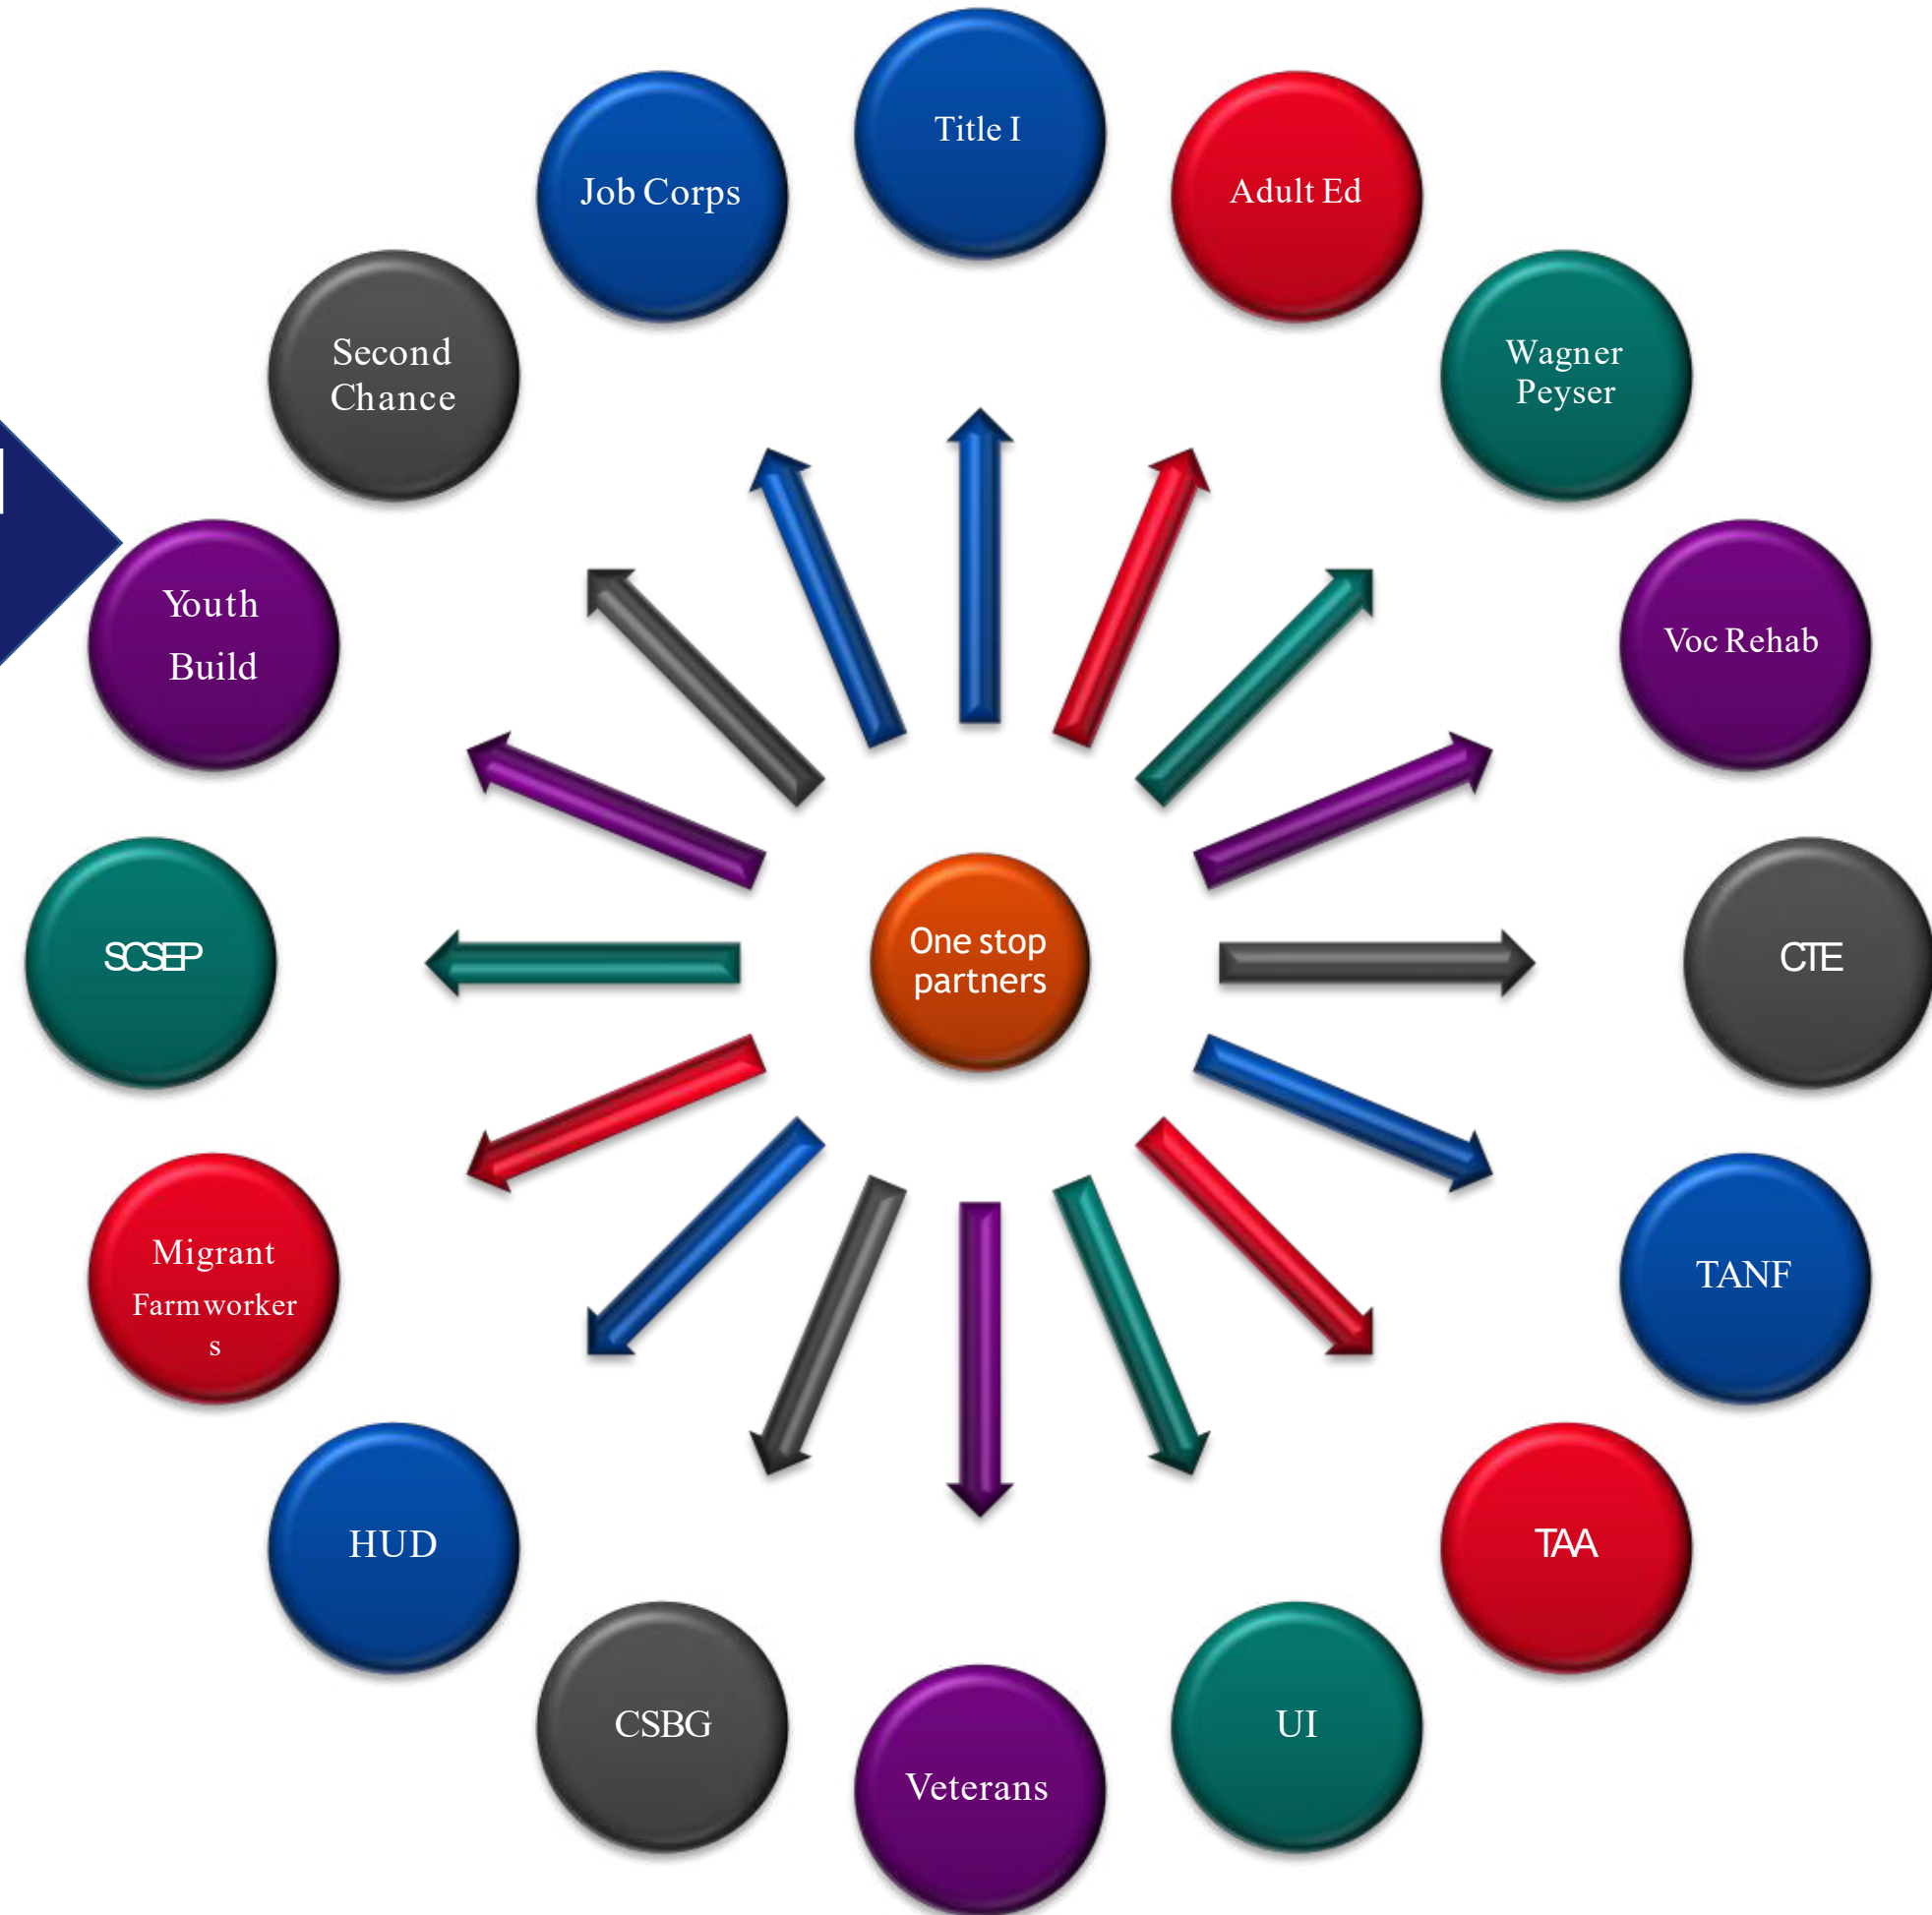 Title I
Job Corps
Adult Ed
Second
Chance
Wagner
Peyser
Youth
Build
Voc Rehab
One stop
partners
SCSEP
CTE
Migrant
Farmworker
s
TANF
HUD
TAA
CSBG
UI
Veterans